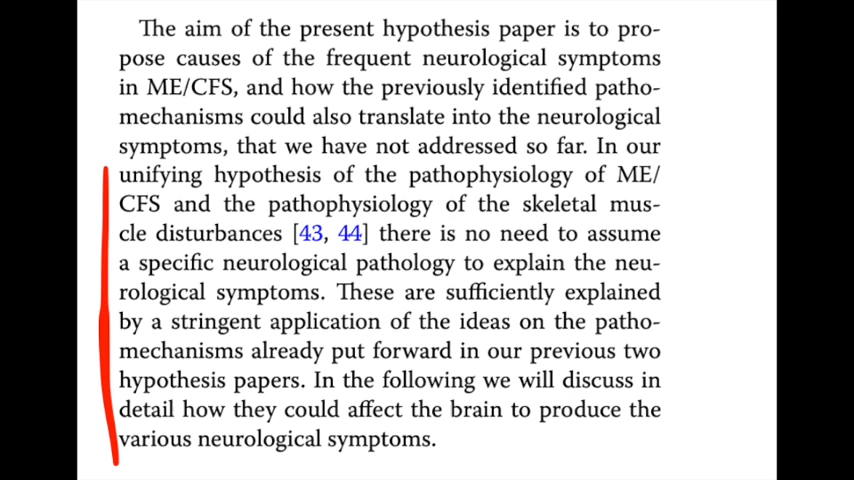 The aim of the present hypothesis paper is to pro-
pose causes of the frequent neurological symptoms
in ME/CFS, and how the previously identified patho-
mechanisms could also translate into the neurological
symptoms, that we have not addressed so far. In our
unifying hypothesis of the pathophysiology of ME/
CFS and the pathophysiology of the skeletal mus-
cle disturbances [43, 44] there is no need to assume
a specific neurological pathology to explain the neu-
rological symptoms. These are sufficiently explained
by a stringent application of the ideas on the patho-
mechanisms already put forward in our previous two
hypothesis papers. In the following we will discuss in
detail how they could affect the brain to produce the
various neurological symptoms.